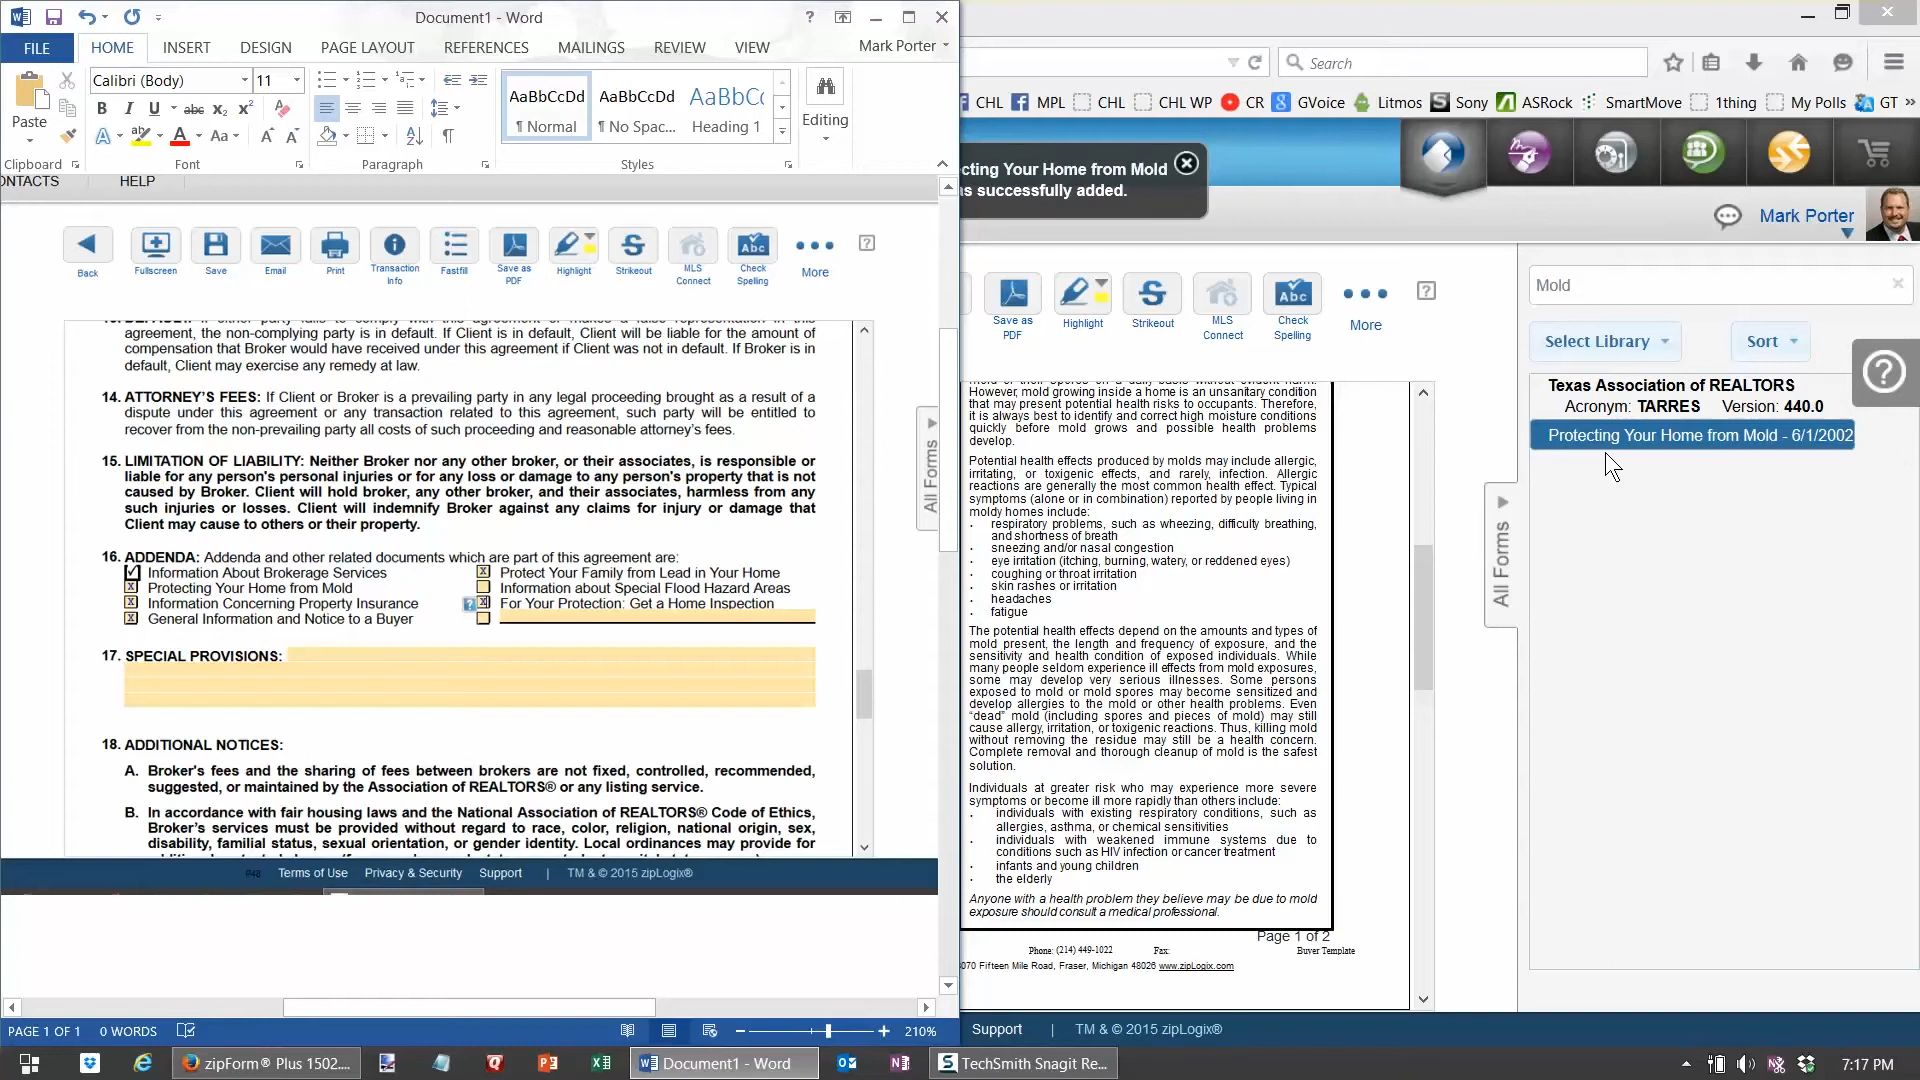 Document1 - Word
FILE
HOME
INSERT
DESIGN
PAGE LAYOUT
REFERENCES
MAILINGS
REVIEW
VIEW
Mark Porter
Calibri (Body)
11
Paste
AaBbCcDd
¶ Normal
AaBbCcDd
¶ No Spac...
AaBbCc
Heading 1
Editing
Clipboard
Font
Paragraph
Styles
ONTACTS
HELP
Back
Fullscreen
Save
Email
Print
Transaction Info
Fastfill
Save as PDF
Highlight
Strikeout
MLS Connect
Check Spelling
More
agreement, the non-complying party is in default. If Client is in default, Client will be liable for the amount of
compensation that Broker would have received under this agreement if Client was not in default. If Broker is in
default, Client may exercise any remedy at law.
14. ATTORNEY'S FEES: If Client or Broker is a prevailing party in any legal proceeding brought as a result of a
dispute under this agreement or any transaction related to this agreement, such party will be entitled to
recover from the non-prevailing party all costs of such proceeding and reasonable attorney's fees.
15. LIMITATION OF LIABILITY: Neither Broker nor any other broker, or their associates, is responsible or
liable for any person's personal injuries or for any loss or damage to any person's property that is not
caused by Broker. Client will hold broker, any other broker, and their associates, harmless from any
such injuries or losses. Client will indemnify Broker against any claims for injury or damage that
Client may cause to others or their property.
16. ADDENDA: Addenda and other related documents which are part of this agreement are:
Information About Brokerage Services
Protecting Your Home from Mold
Information Concerning Property Insurance
General Information and Notice to a Buyer
Protect Your Family from Lead in Your Home
Information about Special Flood Hazard Areas
For Your Protection: Get a Home Inspection
17. SPECIAL PROVISIONS:
18. ADDITIONAL NOTICES:
A. Broker's fees and the sharing of fees between brokers are not fixed, controlled, recommended,
suggested, or maintained by the Association of REALTORS® or any listing service.
B. In accordance with fair housing laws and the National Association of REALTORS® Code of Ethics,
Broker's services must be provided without regard to race, color, religion, national origin, sex,
disability, familial status, sexual orientation, or gender identity. Local ordinances may provide for
All Forms
Terms of Use
Privacy & Security
Support
| TM & © 2015 zipLogix®
PAGE 1 OF 1
0 WORDS
210%
Search
CHL
MPL
CHL
CHL WP
CR
GVoice
Litmos
Sony
ASRock
SmartMove
1thing
My Polls
GT
cting Your Home from Mold
s successfully added.
Mark Porter
Save as PDF
Highlight
Strikeout
MLS Connect
Check Spelling
More
However, mold growing inside a home is an unsanitary condition
that may present potential health risks to occupants. Therefore,
it is always best to identify and correct high moisture conditions
quickly before mold grows and possible health problems
develop.
Potential health effects produced by molds may include allergic,
irritating, or toxigenic effects, and rarely, infection. Allergic
reactions are generally the most common health effect. Typical
symptoms (alone or in combination) reported by people living in
moldy homes include:
respiratory problems, such as wheezing, difficulty breathing,
and shortness of breath
sneezing and/or nasal congestion
eye irritation (itching, burning, watery, or reddened eyes)
coughing or throat irritation
skin rashes or irritation
headaches
fatigue
The potential health effects depend on the amounts and types of
mold present, the length and frequency of exposure, and the
sensitivity and health condition of exposed individuals. While
many people seldom experience ill effects from mold exposures,
some may develop very serious illnesses. Some persons
exposed to mold or mold spores may become sensitized and
develop allergies to the mold or other health problems. Even
"dead" mold (including spores and pieces of mold) may still
cause allergy, irritation, or toxigenic reactions. Thus, killing mold
without removing the residue may still be a health concern.
Complete removal and thorough cleanup of mold is the safest
solution.
Individuals at greater risk who may experience more severe
symptoms or become ill more rapidly than others include:
individuals with existing respiratory conditions, such as
allergies, asthma, or chemical sensitivities
individuals with weakened immune systems due to
conditions such as HIV infection or cancer treatment
infants and young children
the elderly
Anyone with a health problem they believe may be due to mold
exposure should consult a medical professional.
Page 1 of 2
Phone: (214) 449-1022
Fax:
Buyer Template
070 Fifteen Mile Road, Fraser, Michigan 48026 www.zipLogix.com
Support
| TM & © 2015 zipLogix®
All Forms
Mold
Select Library
Sort
Texas Association of REALTORS
Acronym: TARRES Version: 440.0
Protecting Your Home from Mold - 6/1/2002
zipForm® Plus 1502....
Document1 - Word
TechSmith Snagit Re...
7:17 PM